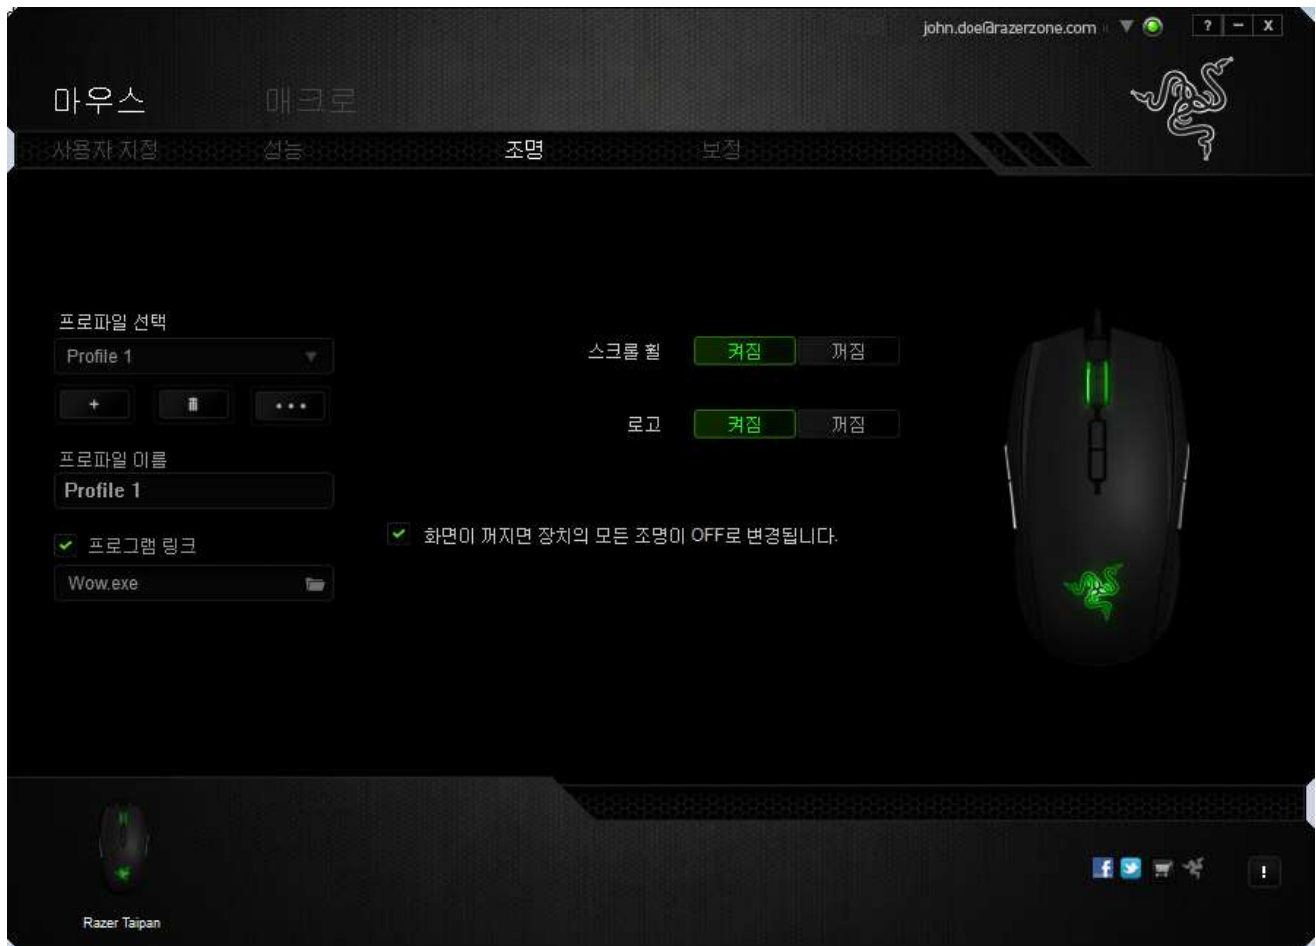 john.doe@razerzone.com
? – X
마우스 매크로
사용자 지정 성능 조명 보정
프로파일 선택
Profile 1
스크롤 휠 켜짐 꺼짐
+ •••
로고 켜짐 꺼짐
프로파일 이름
Profile 1
프로그램 링크
화면이 꺼지면 장치의 모든 조명이 OFF로 변경됩니다.
Wow.exe
f
!
Razer Taipan